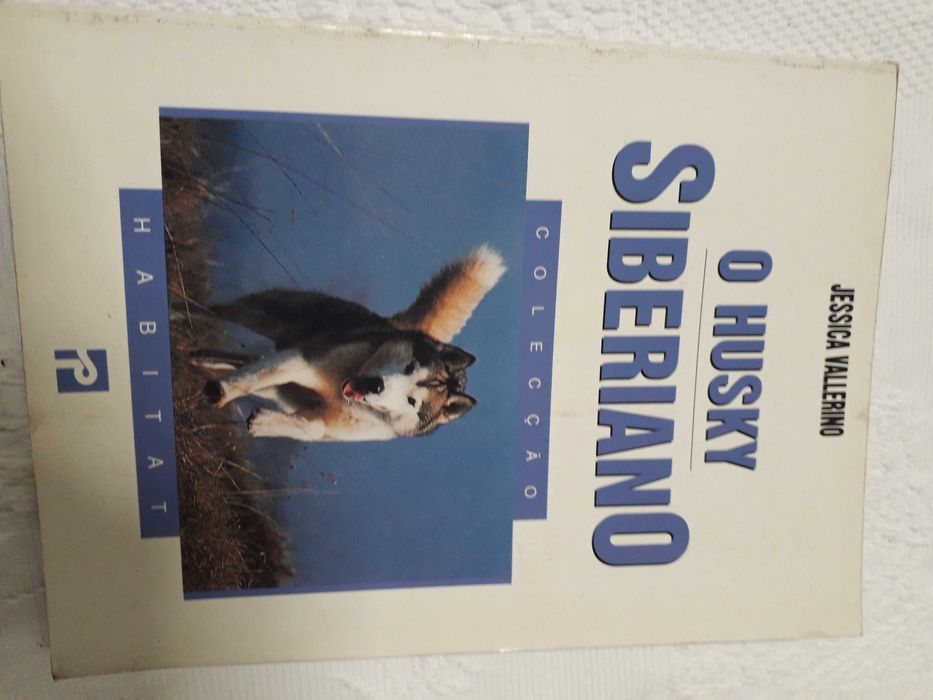 JESSICA VALLERINO
O HUSKY
SIBERIANO
COLECÇÃO
HABITAT
P